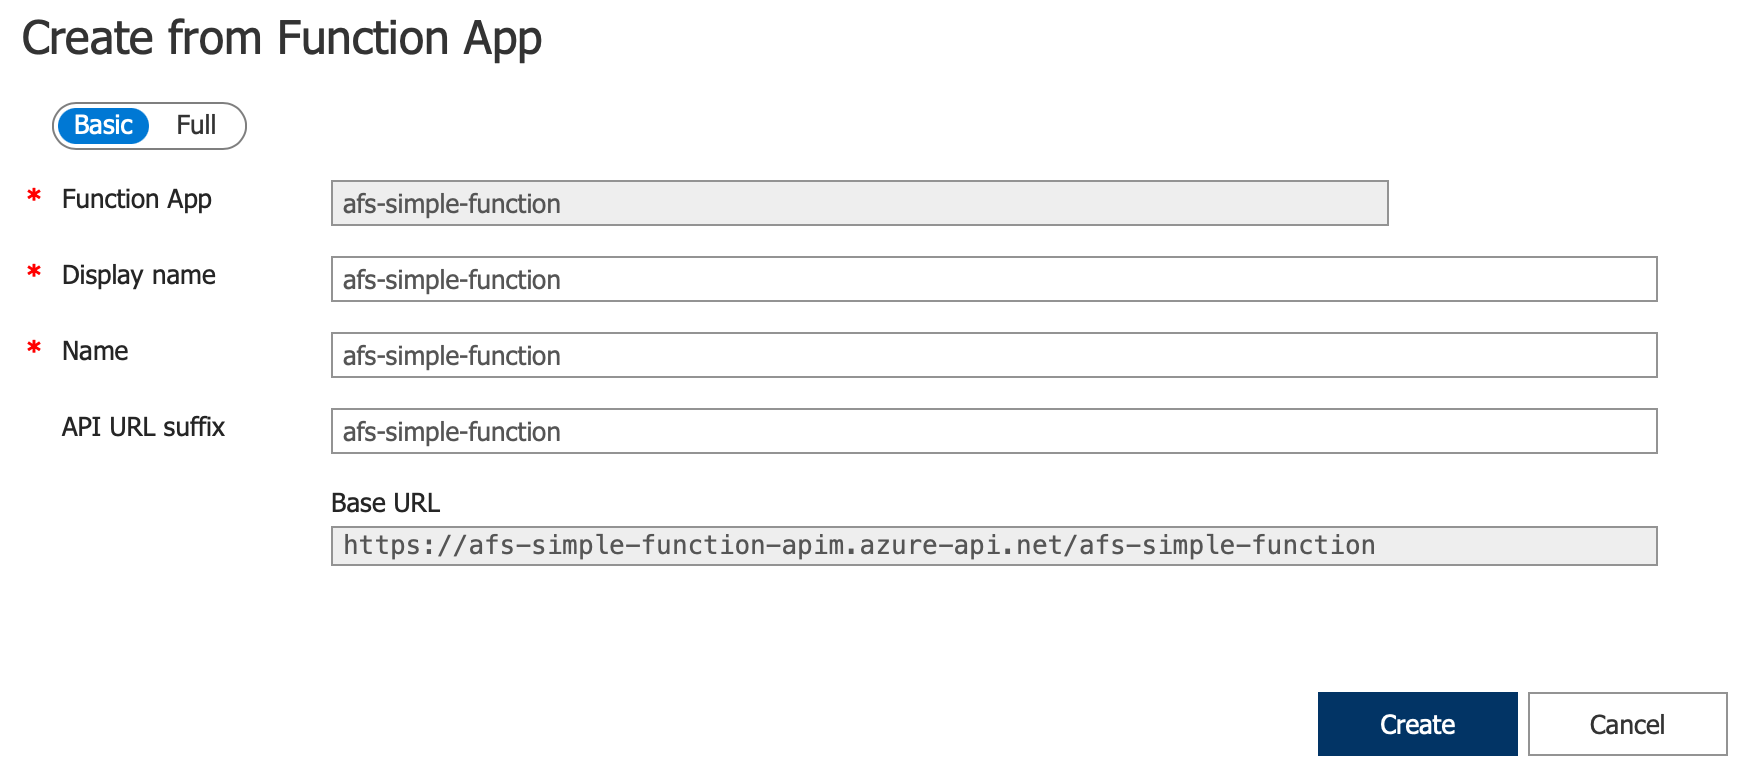 Create from Function App
Basic Full
* Function App afs-simple-function
* Display name afs-simple-function
* Name afs-simple-function
API URL suffix afs-simple-function
Base URL
https://afs-simple-function-apim.azure-api.net/afs-simple-function
Create Cancel